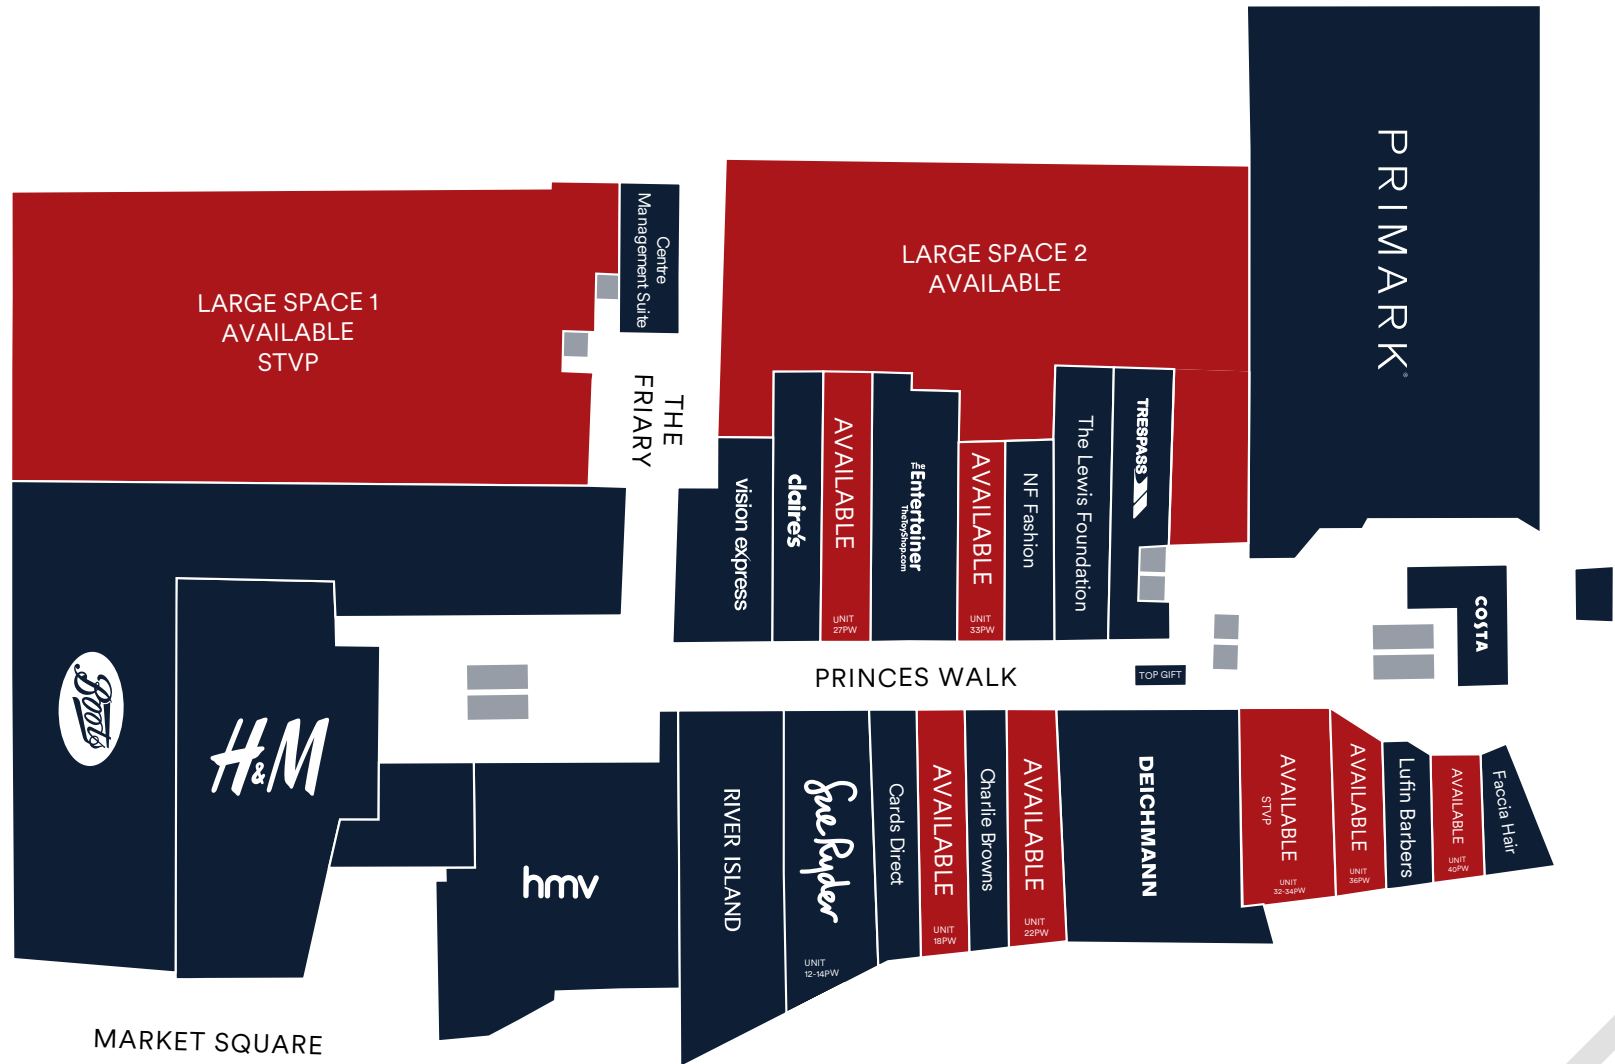 PRIMARK
LARGE SPACE 1
AVAILABLE
STVP
Centre
Management Suite
LARGE SPACE 2
AVAILABLE
THE
FRIARY
vision express
claire's
AVAILABLE
UNIT
27PW
The
Entertainer
TheToyShop.com
AVAILABLE
UNIT
33PW
NF Fashion
The Lewis Foundation
TRESPASS
COSTA
PRINCES WALK
TOP GIFT
Boots
H&M
hmv
RIVER ISLAND
Sue Ryder
UNIT
12-14PW
Cards Direct
AVAILABLE
UNIT
18PW
Charlie Browns
AVAILABLE
UNIT
22PW
DEICHMANN
AVAILABLE
STVP
UNIT
32-34PW
AVAILABLE
UNIT
36PW
Lufin Barbers
AVAILABLE
UNIT
40PW
Faccia Hair
MARKET SQUARE